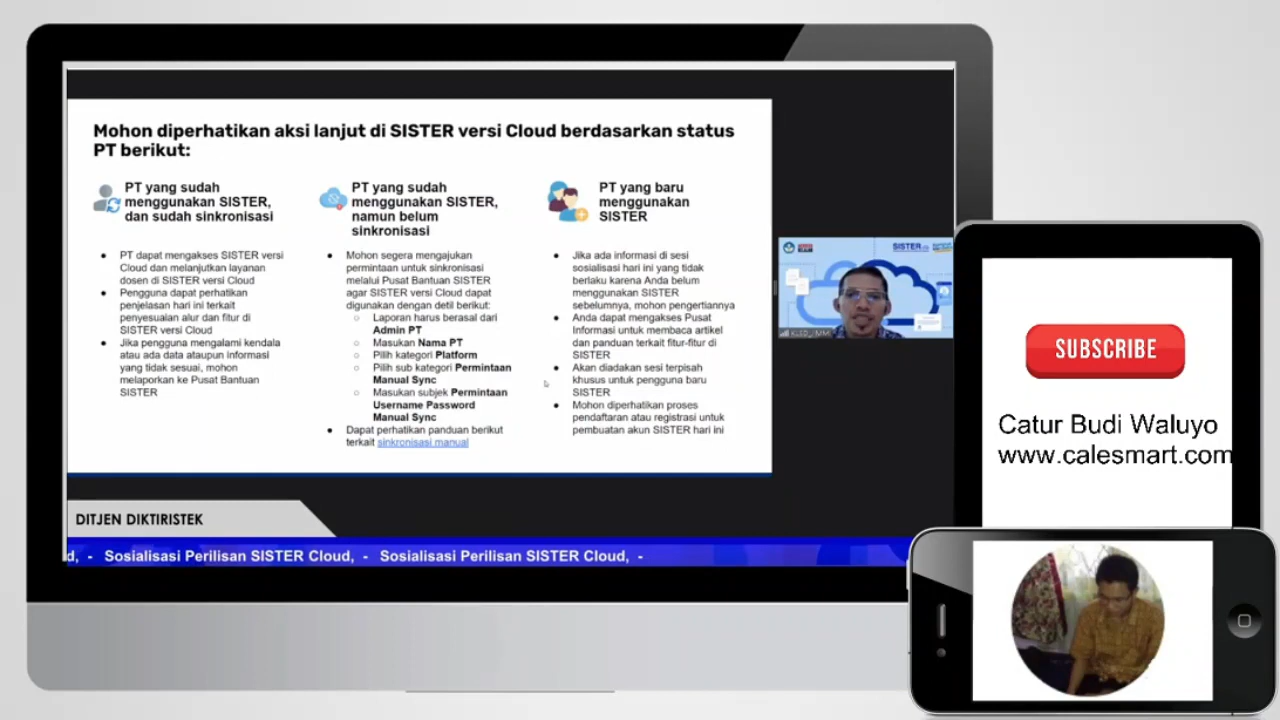 Mohon diperhatikan aksi lanjut di SISTER versi Cloud berdasarkan status
PT berikut:
PT yang sudah
menggunakan SISTER,
dan sudah sinkronisasi
PT dapat mengakses SISTER versi
Cloud dan melanjutkan layanan
dosen di SISTER versi Cloud
Pengguna dapat perhatikan
penjelasan hari ini terkait
penyesuaian alur dan fitur di
SISTER versi Cloud
Jika pengguna mengalami kendala
atau ada data ataupun informasi
yang tidak sesuai, mohon
melaporkan ke Pusat Bantuan
SISTER
PT yang sudah
menggunakan SISTER,
namun belum
sinkronisasi
Mohon segera mengajukan
permintaan untuk sinkronisasi
melalui Pusat Bantuan SISTER
agar SISTER versi Cloud dapat
digunakan dengan detil berikut:
Laporan harus berasal dari
Admin PT
Masukan Nama PT
Pilih kategori Platform
Pilih sub kategori Permintaan
Manual Sync
Masukan subjek Permintaan
Username Password
Manual Sync
Dapat perhatikan panduan berikut
terkait sinkronisasi manual
PT yang baru
menggunakan
SISTER
Jika ada informasi di sesi
sosialisasi hari ini yang tidak
berlaku karena Anda belum
menggunakan SISTER
sebelumnya, mohon pengertiannya
Anda dapat mengakses Pusat
Informasi untuk membaca artikel
dan panduan terkait fitur-fitur di
SISTER
Akan diadakan sesi terpisah
khusus untuk pengguna baru
SISTER
Mohon diperhatikan proses
pendaftaran atau registrasi untuk
pembuatan akun SISTER hari ini
SISTER
DITJEN DIKTIRISTEK
d, - Sosialisasi Perilisan SISTER Cloud, - Sosialisasi Perilisan SISTER Cloud, -
SUBSCRIBE
Catur Budi Waluyo
www.calesmart.com